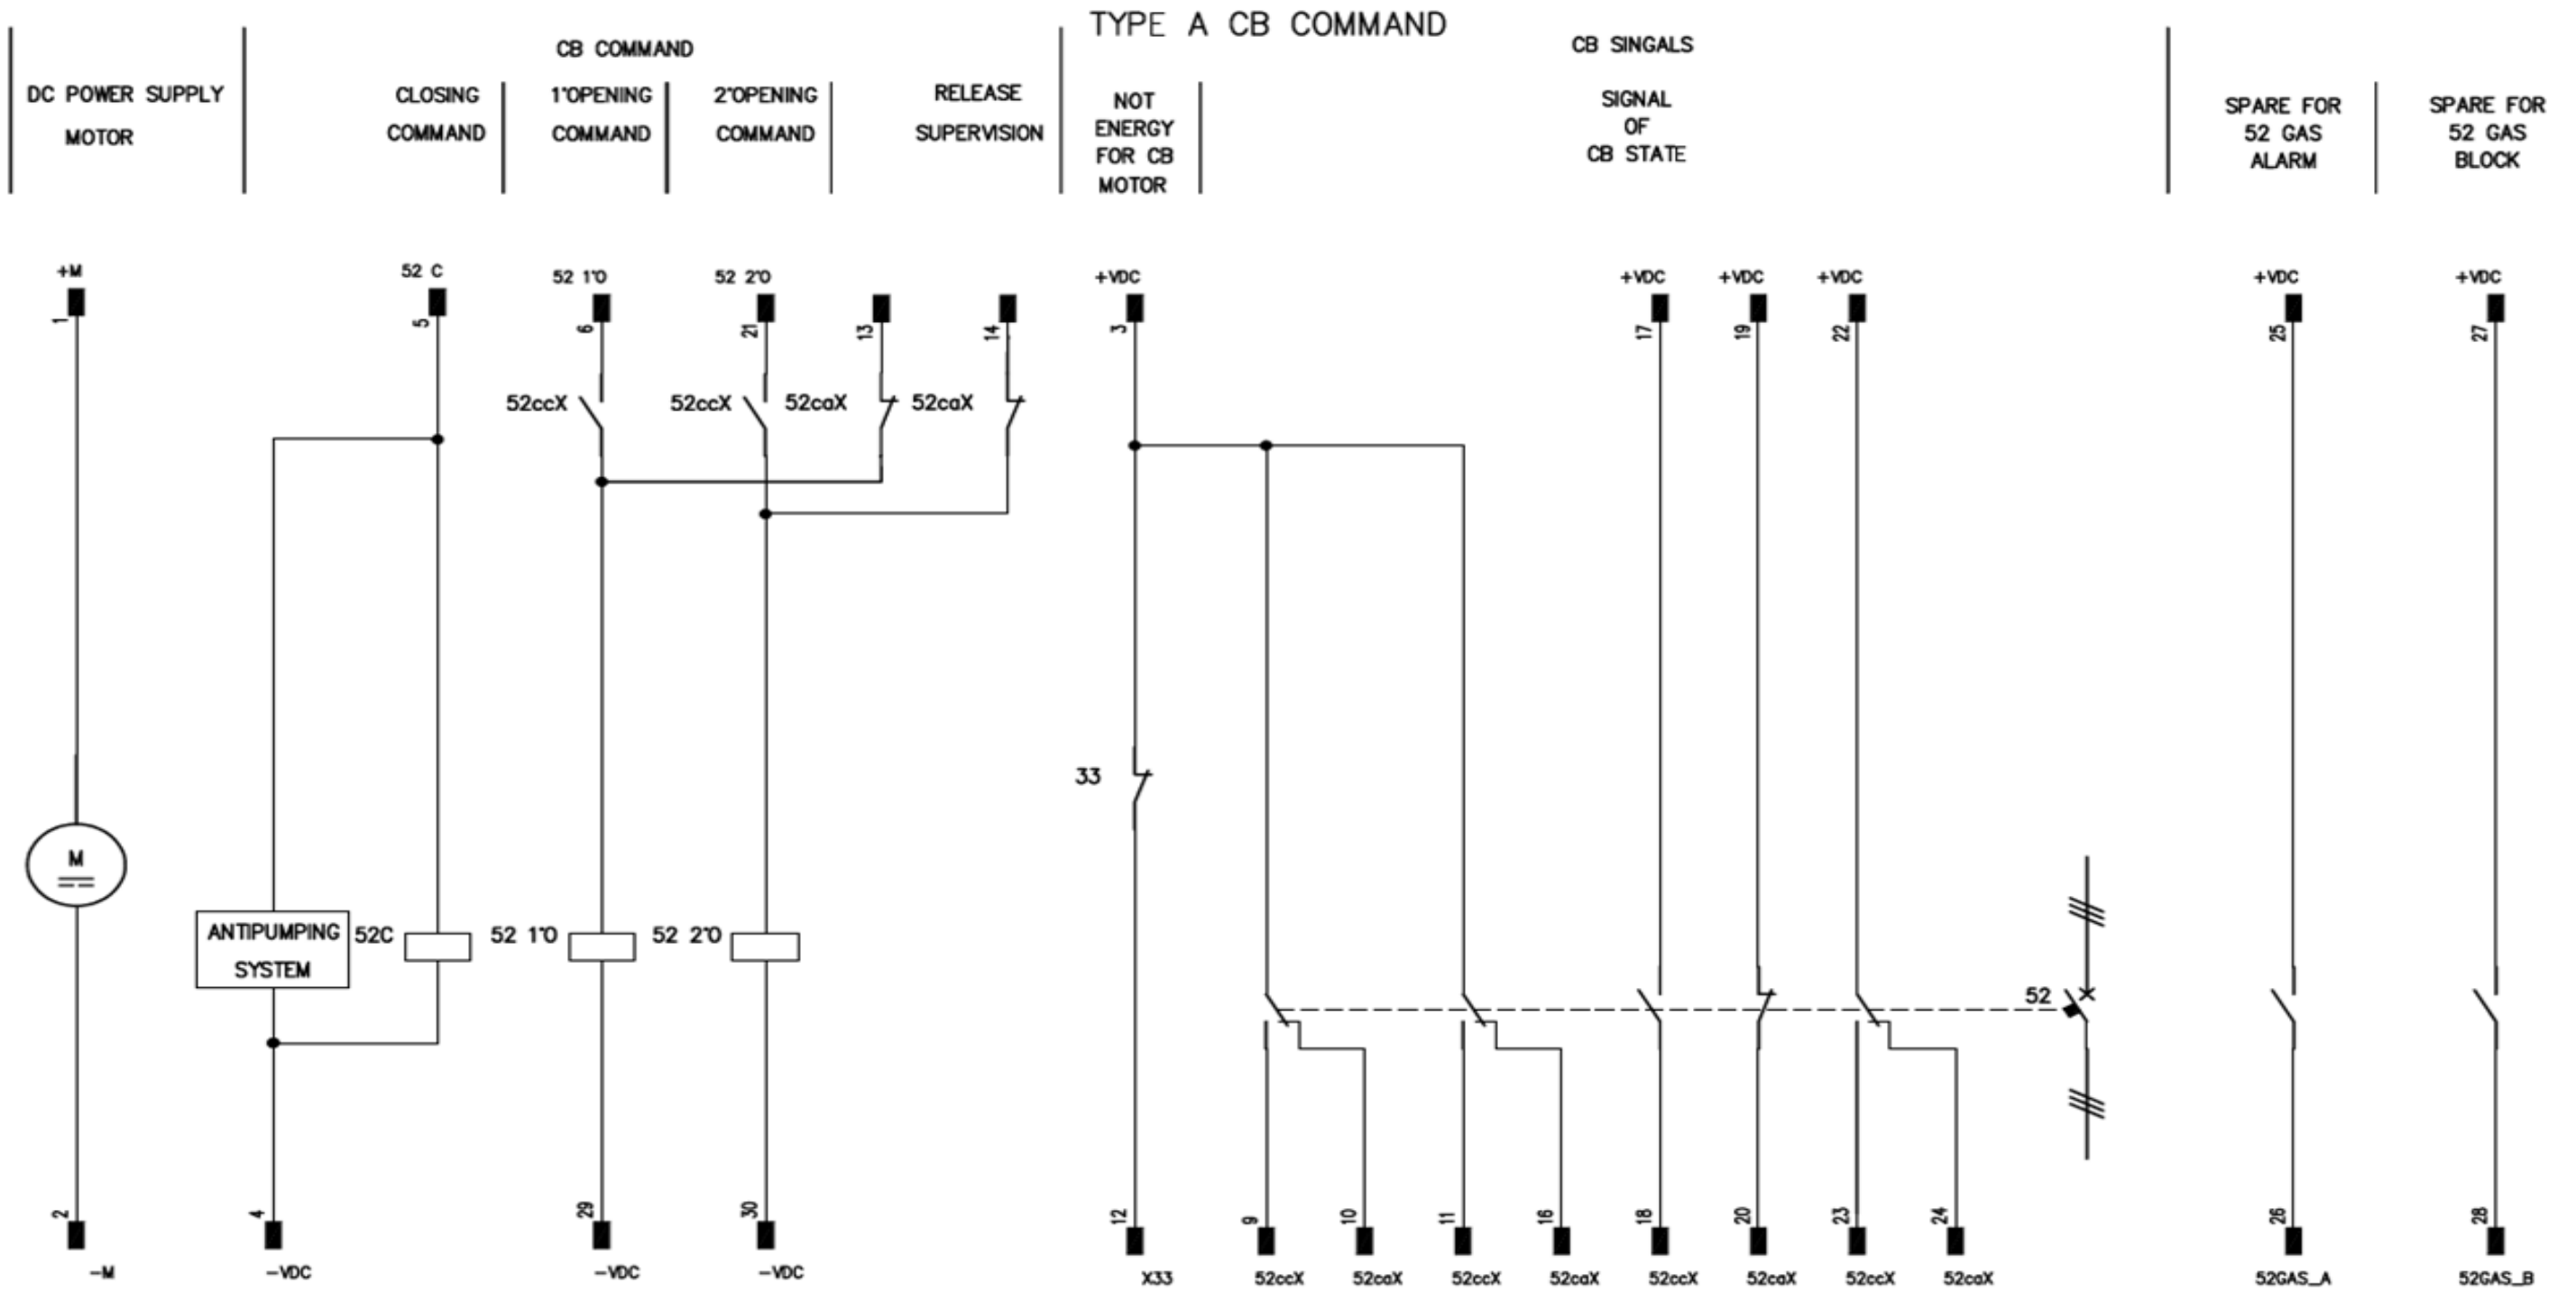 TYPE A CB COMMAND
CB COMMAND
CB SINGALS
DC POWER SUPPLY
MOTOR
CLOSING
COMMAND
1°OPENING
COMMAND
2°OPENING
COMMAND
RELEASE
SUPERVISION
NOT
ENERGY
FOR CB
MOTOR
SIGNAL
OF
CB STATE
SPARE FOR
52 GAS
ALARM
SPARE FOR
52 GAS
BLOCK
+M
52 C
52 1°O
52 2°O
+VDC
+VDC
+VDC
+VDC
+VDC
+VDC
1
5
6
21
13
14
3
17
19
22
25
27
52ccX
52ccX
52caX
52caX
33
M
ANTIPUMPING
SYSTEM
52C
52 1°O
52 2°O
52
2
4
29
30
12
9
10
11
16
18
20
23
24
26
28
-M
-VDC
-VDC
-VDC
X33
52ccX
52caX
52ccX
52caX
52ccX
52caX
52ccX
52caX
52GAS_A
52GAS_B